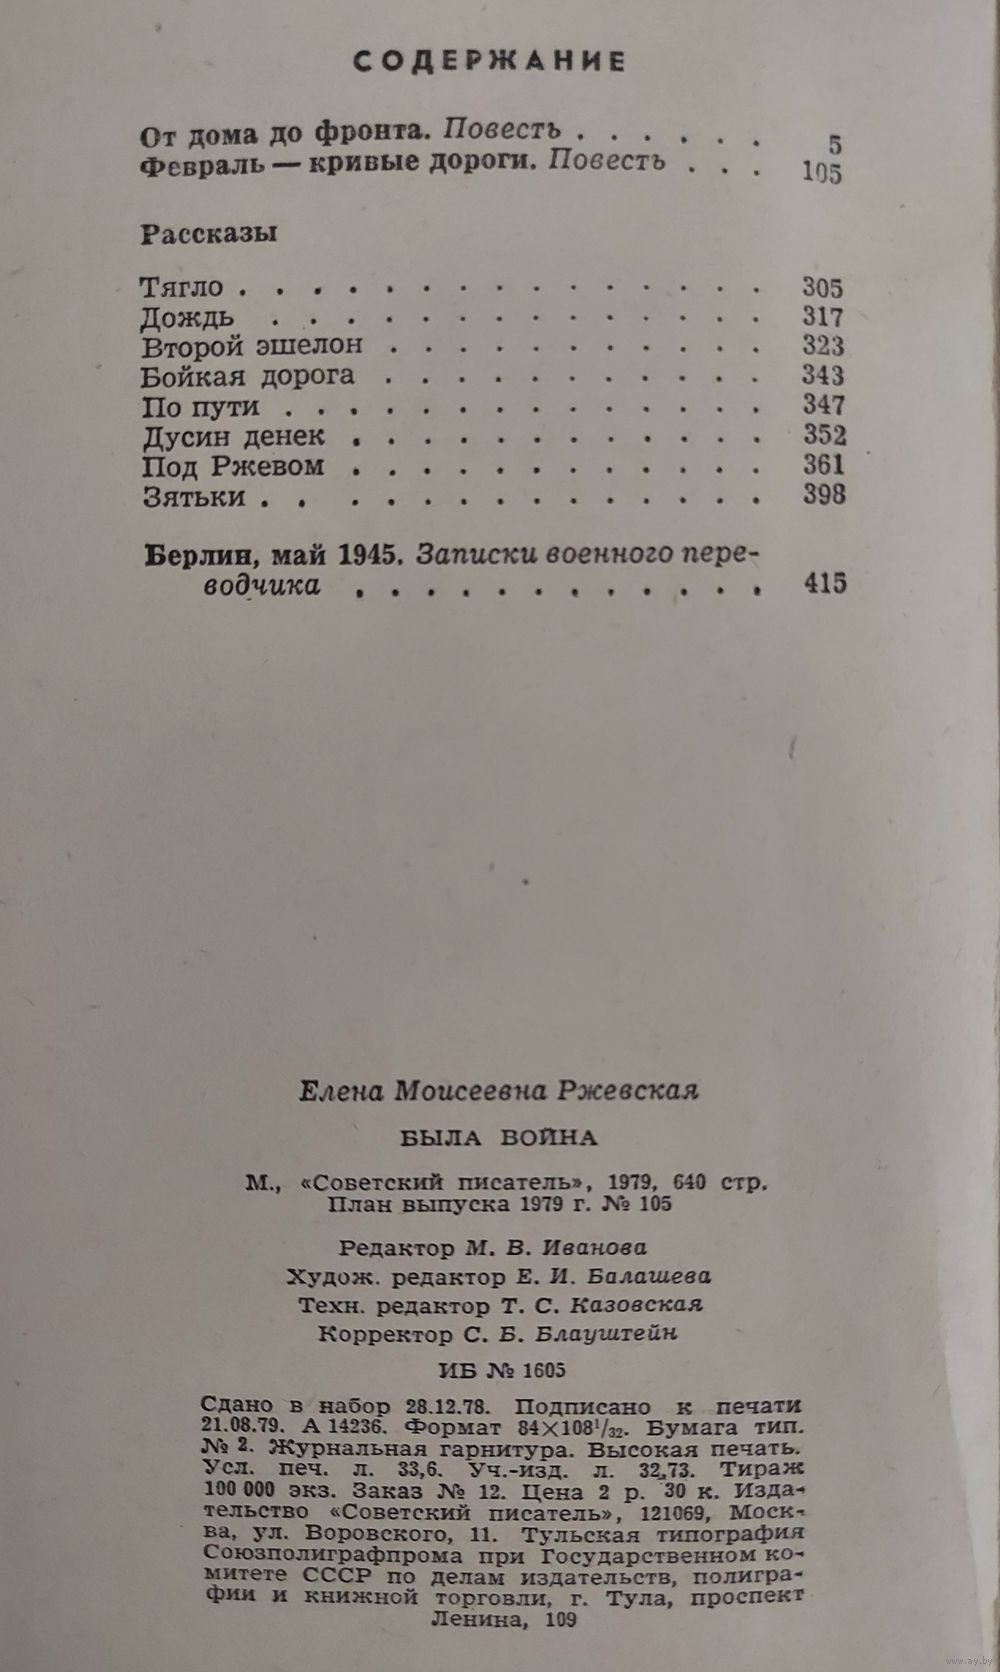 СОДЕРЖАНИЕ
От дома до фронта. Повесть . . . . . . 5
Февраль — кривые дороги. Повесть . . . 105
Рассказы
Тягло . . . . . . . . . . . . . . . 305
Дождь . . . . . . . . . . . . . . 317
Второй эшелон . . . . . . . . . . . 323
Бойкая дорога . . . . . . . . . . . 343
По пути . . . . . . . . . . . . . . 347
Дусин денек . . . . . . . . . . . . 352
Под Ржевом . . . . . . . . . . . . 361
Зятьки . . . . . . . . . . . . . . 398
Берлин, май 1945. Записки военного пере-
водчика . . . . . . . . . . . . 415
Елена Моисеевна Ржевская
БЫЛА ВОЙНА
М., «Советский писатель», 1979, 640 стр.
План выпуска 1979 г. № 105
Редактор М. В. Иванова
Худож. редактор Е. И. Балашева
Техн. редактор Т. С. Казовская
Корректор С. Б. Блауштейн
ИБ № 1605
Сдано в набор 28.12.78. Подписано к печати
21.08.79. А 14236. Формат 84×108¹/₃₂. Бумага тип.
№ 2. Журнальная гарнитура. Высокая печать.
Усл. печ. л. 33,6. Уч.-изд. л. 32,73. Тираж
100 000 экз. Заказ № 12. Цена 2 р. 30 к. Изда-
тельство «Советский писатель», 121069, Моск-
ва, ул. Воровского, 11. Тульская типография
Союзполиграфпрома при Государственном ко-
митете СССР по делам издательств, полигра-
фии и книжной торговли, г. Тула, проспект
Ленина, 109
www.ay.by